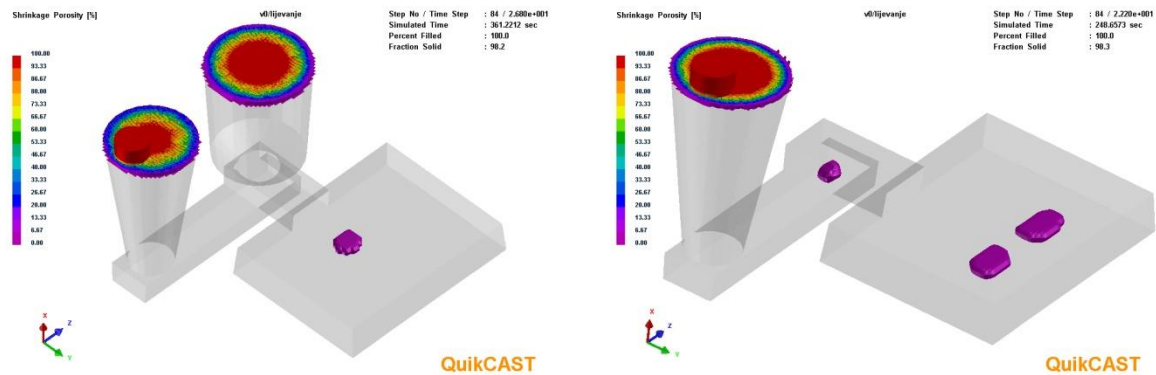 Shrinkage Porosity [%]
v0/lijevanje
Step No / Time Step : 84 / 2.680e+001
Simulated Time : 361.2212 sec
Percent Filled : 100.0
Fraction Solid : 98.2
100.00
93.33
86.67
80.00
73.33
66.67
60.00
53.33
46.67
40.00
33.33
26.67
20.00
13.33
6.67
0.00
X
Z
Y
QuikCAST
Shrinkage Porosity [%]
v0/lijevanje
Step No / Time Step : 84 / 2.220e+001
Simulated Time : 248.6573 sec
Percent Filled : 100.0
Fraction Solid : 98.3
100.00
93.33
86.67
80.00
73.33
66.67
60.00
53.33
46.67
40.00
33.33
26.67
20.00
13.33
6.67
0.00
X
Z
Y
QuikCAST